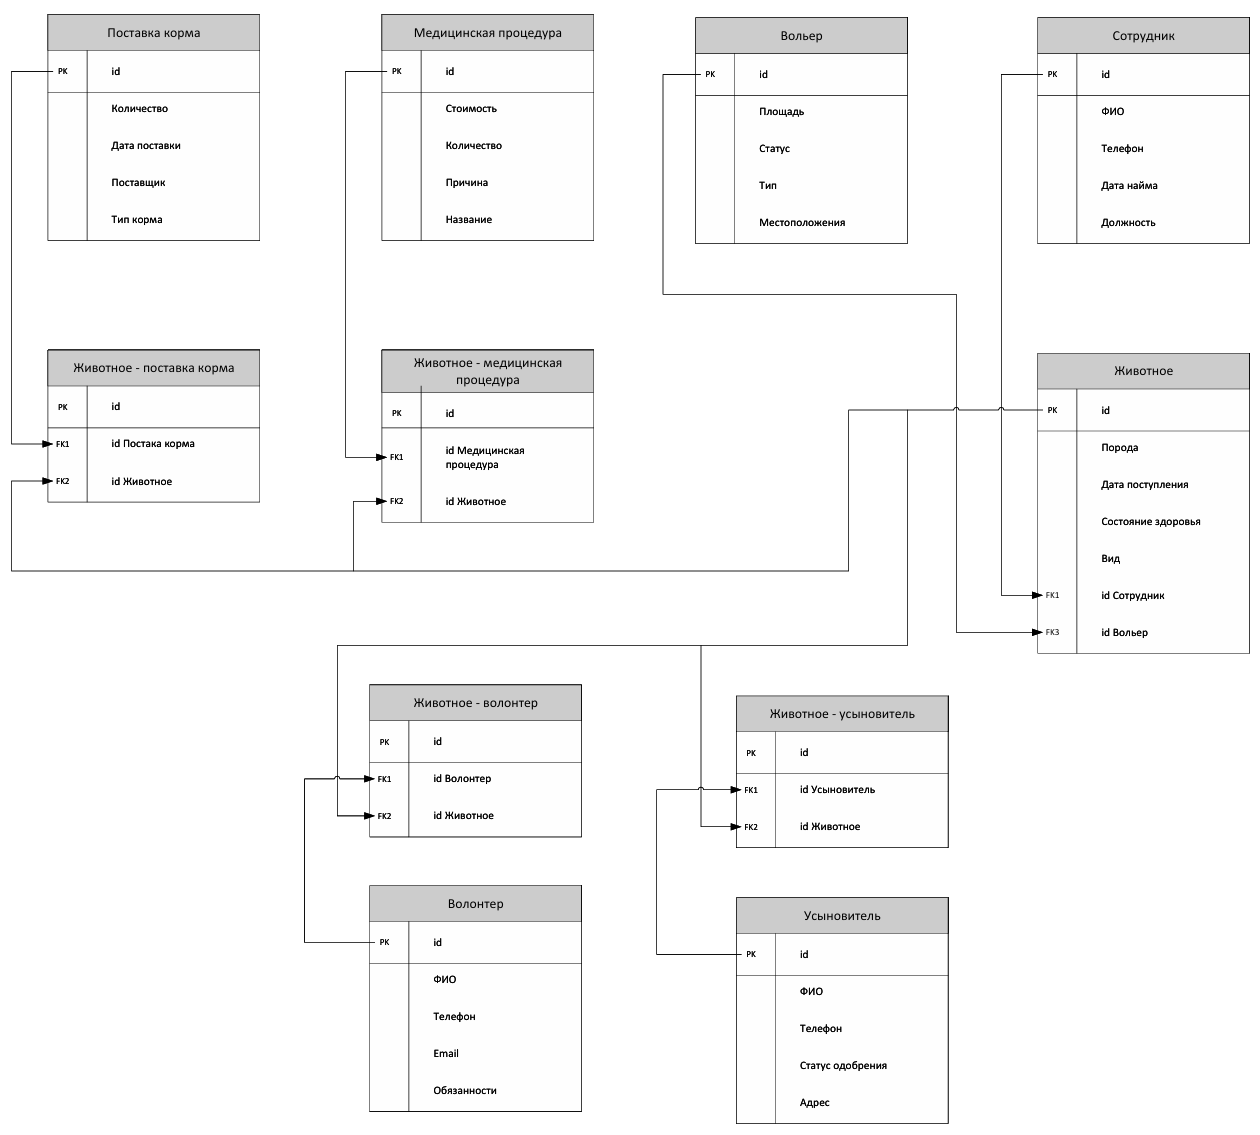 Поставка корма
PK id
Количество
Дата поставки
Поставщик
Тип корма
Медицинская процедура
PK id
Стоимость
Количество
Причина
Название
Вольер
PK id
Площадь
Статус
Тип
Местоположения
Сотрудник
PK id
ФИО
Телефон
Дата найма
Должность
Животное - поставка корма
PK id
FK1 id Постака корма
FK2 id Животное
Животное - медицинская
процедура
PK id
FK1 id Медицинская
процедура
FK2 id Животное
Животное
PK id
Порода
Дата поступления
Состояние здоровья
Вид
FK1 id Сотрудник
FK3 id Вольер
Животное - волонтер
PK id
FK1 id Волонтер
FK2 id Животное
Животное - усыновитель
PK id
FK1 id Усыновитель
FK2 id Животное
Волонтер
PK id
ФИО
Телефон
Email
Обязанности
Усыновитель
PK id
ФИО
Телефон
Статус одобрения
Адрес